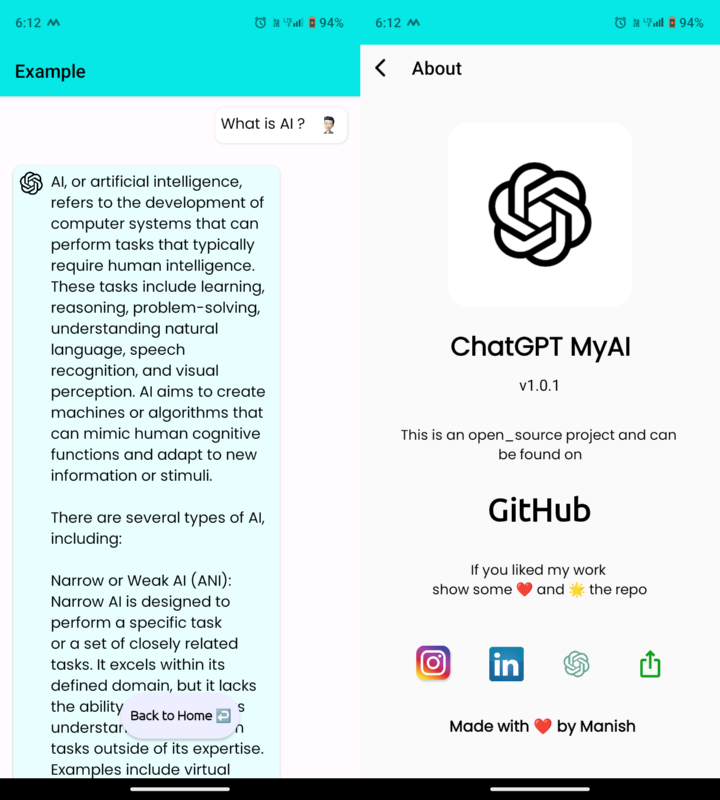 6:12
94%
Example
What is AI ?
AI, or artificial intelligence,
refers to the development of
computer systems that can
perform tasks that typically
require human intelligence.
These tasks include learning,
reasoning, problem-solving,
understanding natural
language, speech
recognition, and visual
perception. AI aims to create
machines or algorithms that
can mimic human cognitive
functions and adapt to new
information or stimuli.
There are several types of AI,
including:
Narrow or Weak AI (ANI):
Narrow AI is designed to
perform a specific task
or a set of closely related
tasks. It excels within its
defined domain, but it lacks
the ability
Back to Home
tasks outside of its expertise.
Examples include virtual
6:12
94%
About
ChatGPT MyAI
v1.0.1
This is an open_source project and can
be found on
GitHub
If you liked my work
show some ❤️ and 🌟 the repo
in
Made with ❤️ by Manish